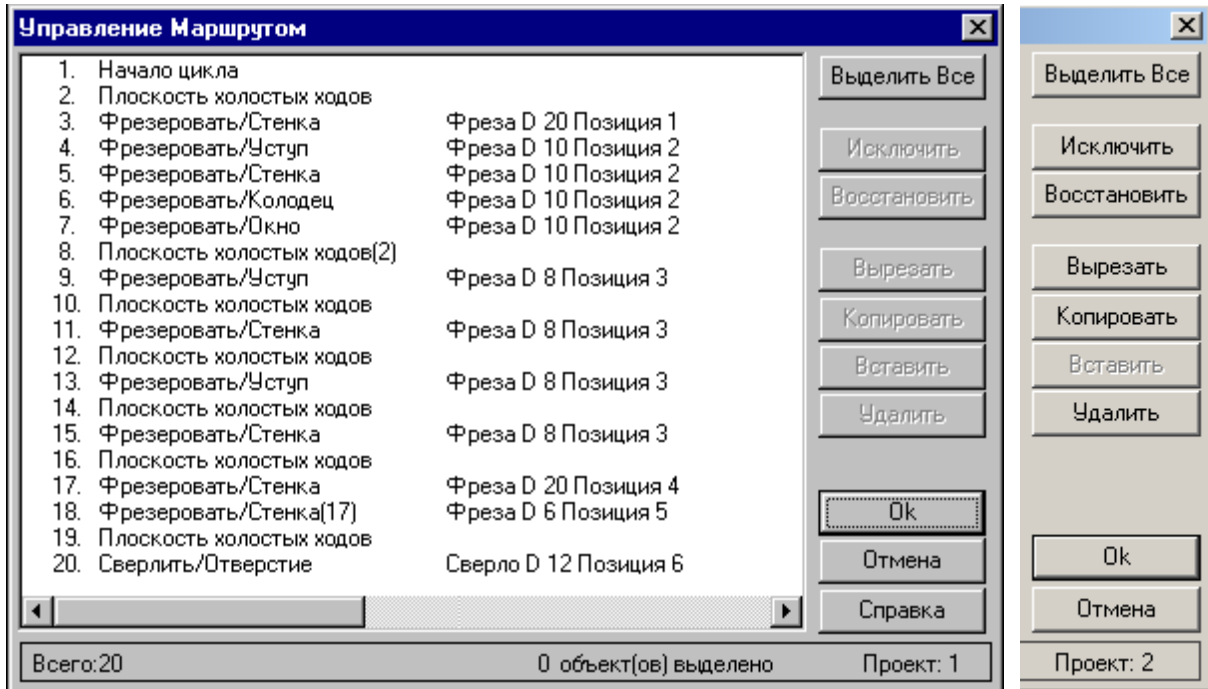 Управление Маршрутом
1. Начало цикла
2. Плоскость холостых ходов
3. Фрезеровать/Стенка Фреза D 20 Позиция 1
4. Фрезеровать/Уступ Фреза D 10 Позиция 2
5. Фрезеровать/Стенка Фреза D 10 Позиция 2
6. Фрезеровать/Колодец Фреза D 10 Позиция 2
7. Фрезеровать/Окно Фреза D 10 Позиция 2
8. Плоскость холостых ходов(2)
9. Фрезеровать/Уступ Фреза D 8 Позиция 3
10. Плоскость холостых ходов
11. Фрезеровать/Стенка Фреза D 8 Позиция 3
12. Плоскость холостых ходов
13. Фрезеровать/Уступ Фреза D 8 Позиция 3
14. Плоскость холостых ходов
15. Фрезеровать/Стенка Фреза D 8 Позиция 3
16. Плоскость холостых ходов
17. Фрезеровать/Стенка Фреза D 20 Позиция 4
18. Фрезеровать/Стенка(17) Фреза D 6 Позиция 5
19. Плоскость холостых ходов
20. Сверлить/Отверстие Сверло D 12 Позиция 6
Выделить Все
Исключить
Восстановить
Вырезать
Копировать
Вставить
Удалить
Ok
Отмена
Справка
Всего:20 0 объект(ов) выделено Проект: 1
Выделить Все
Исключить
Восстановить
Вырезать
Копировать
Вставить
Удалить
Ok
Отмена
Проект: 2